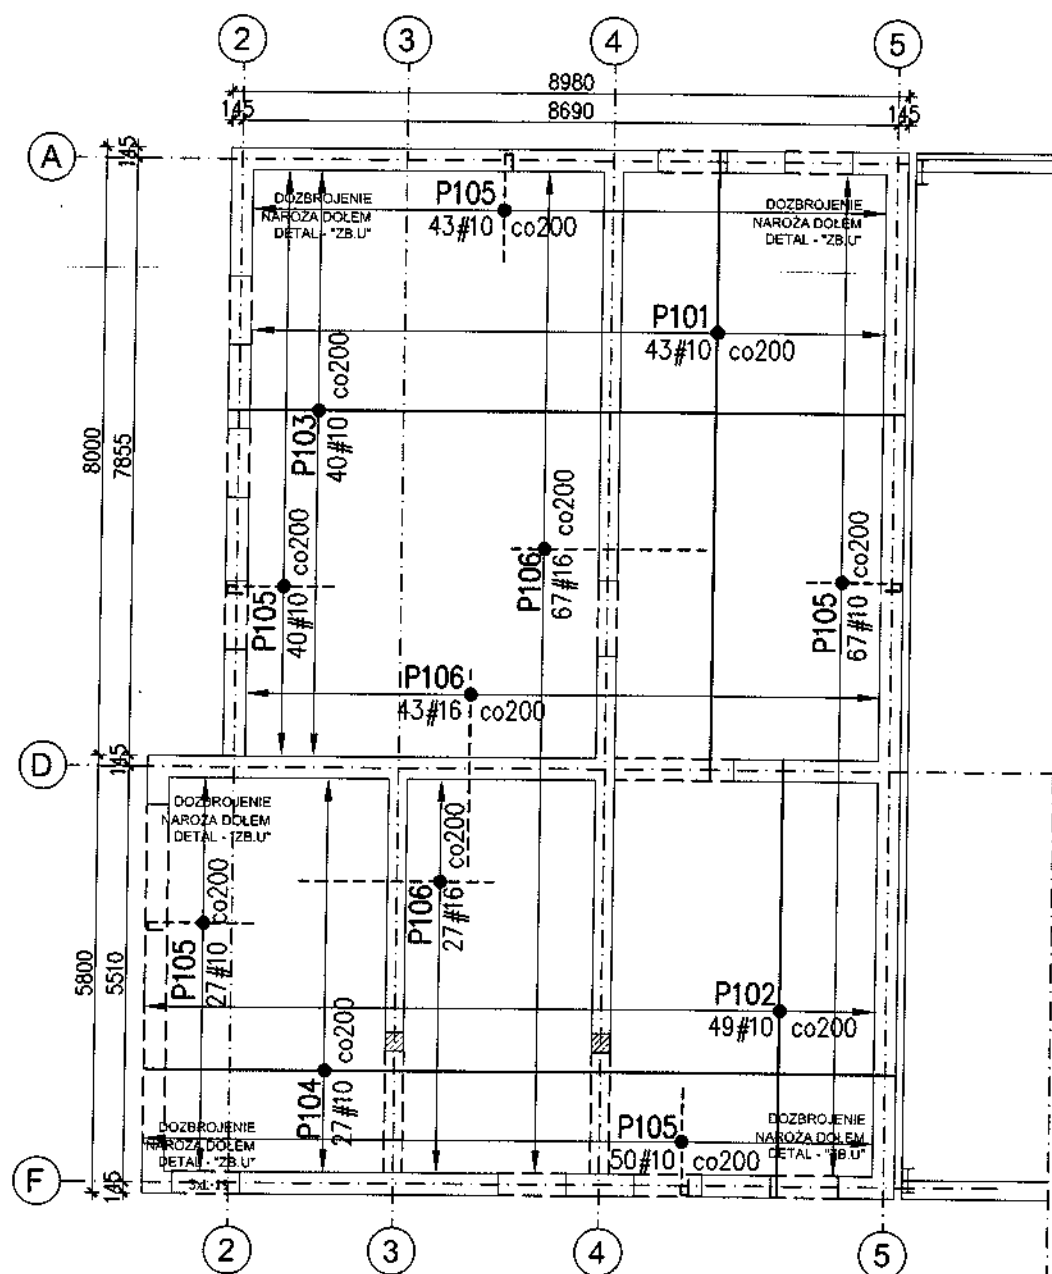 2 3 4 5
8980
145 8690 145
A
145
DOZBROJENIE
NAROŻA DOŁEM
DETAL - "ZB.U"
P105
43#10 co200
DOZBROJENIE
NAROŻA DOŁEM
DETAL - "ZB.U"
P101
43#10 co200
P103
40#10 co200
8000
7855
P105
40#10 co200
P106
67#16 co200
P105
67#10 co200
P106
43#16 co200
D
145
DOZBROJENIE
NAROŻA DOŁEM
DETAL - "ZB.U"
P106
27#16 co200
P105
27#10 co200
5800
5510
P102
49#10 co200
P104
27#10 co200
DOZBROJENIE
NAROŻA DOŁEM
DETAL - "ZB.U"
P105
50#10 co200
DOZBROJENIE
NAROŻA DOŁEM
DETAL - "ZB.U"
F
145
2 3 4 5